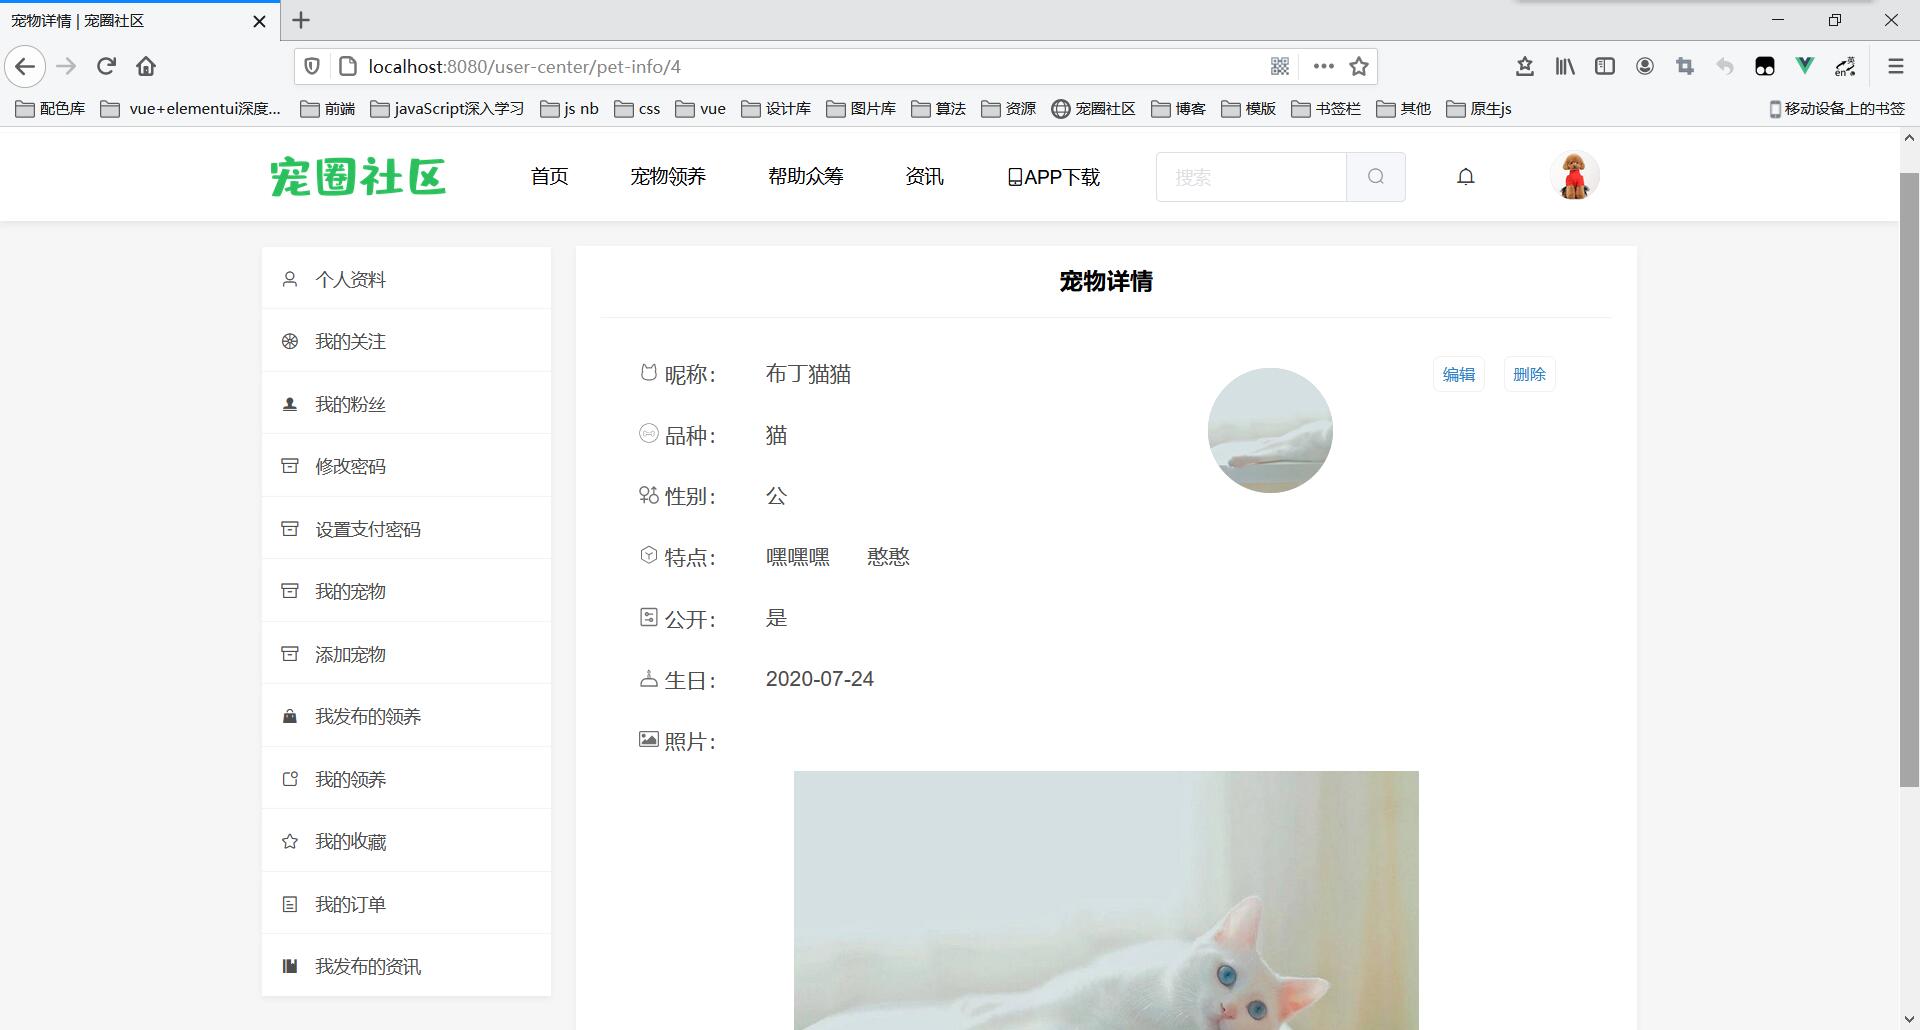 宠物详情 | 宠圈社区
localhost:8080/user-center/pet-info/4
配色库 vue+elementui深度... 前端 javaScript深入学习 js nb css vue 设计库 图片库 算法 资源 宠圈社区 博客 模版 书签栏 其他 原生js 移动设备上的书签
宠圈社区 首页 宠物领养 帮助众筹 资讯 APP下载 搜索
个人资料
我的关注
我的粉丝
修改密码
设置支付密码
我的宠物
添加宠物
我发布的领养
我的领养
我的收藏
我的订单
我发布的资讯
宠物详情
昵称： 布丁猫猫 编辑 删除
品种： 猫
性别： 公
特点： 嘿嘿嘿 憨憨
公开： 是
生日： 2020-07-24
照片：